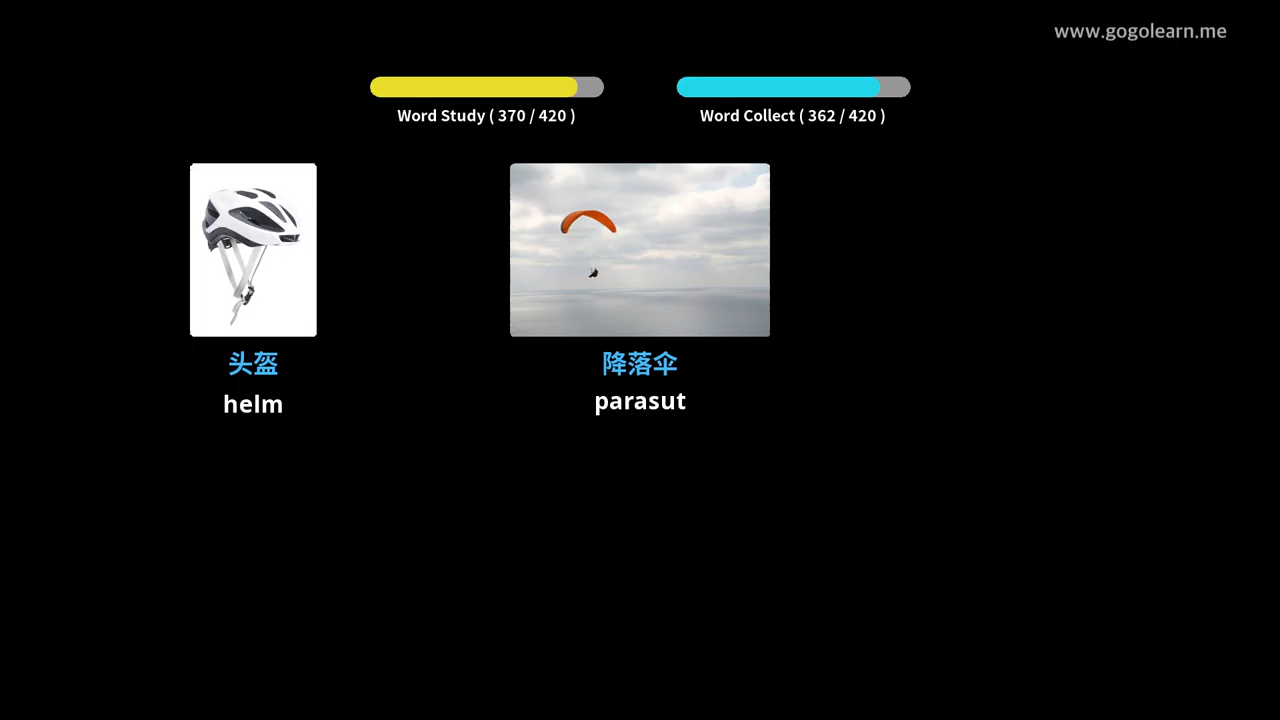 www.gogolearn.me
Word Study ( 370 / 420 )
Word Collect ( 362 / 420 )
头盔
helm
降落伞
parasut